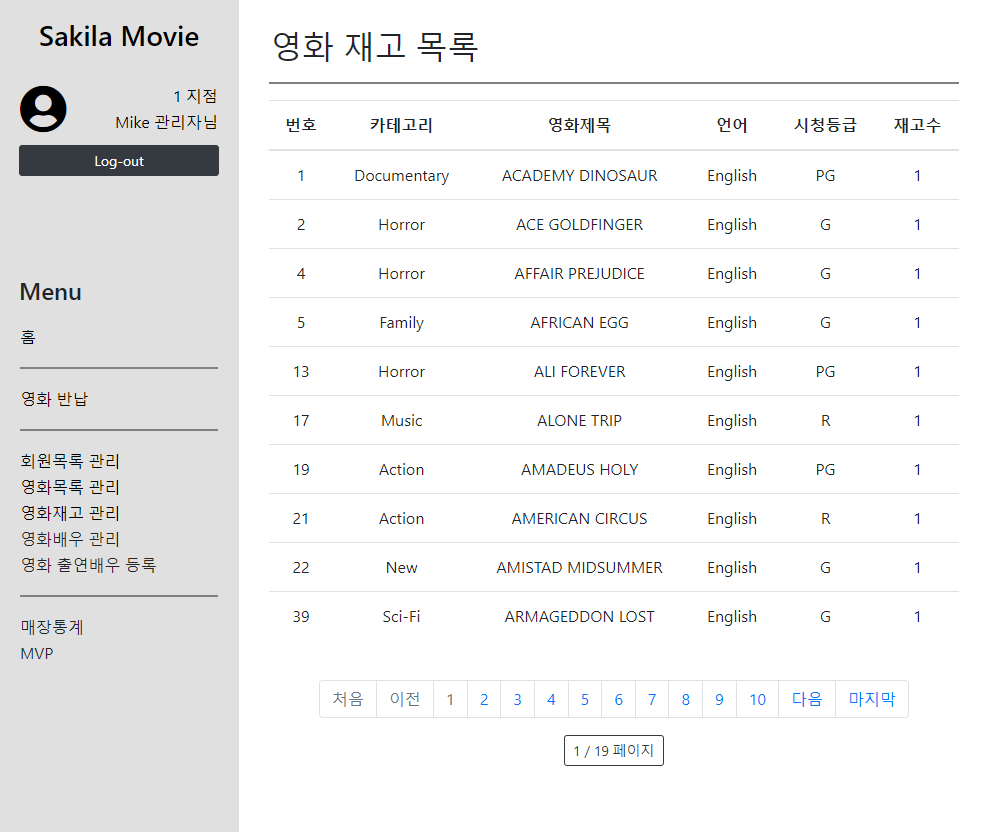 Sakila Movie
1 지점
Mike 관리자님
Log-out
Menu
홈
영화 반납
회원목록 관리
영화목록 관리
영화재고 관리
영화배우 관리
영화 출연배우 등록
매장통계
MVP
영화 재고 목록
번호 카테고리 영화제목 언어 시청등급 재고수
1 Documentary ACADEMY DINOSAUR English PG 1
2 Horror ACE GOLDFINGER English G 1
4 Horror AFFAIR PREJUDICE English G 1
5 Family AFRICAN EGG English G 1
13 Horror ALI FOREVER English PG 1
17 Music ALONE TRIP English R 1
19 Action AMADEUS HOLY English PG 1
21 Action AMERICAN CIRCUS English R 1
22 New AMISTAD MIDSUMMER English G 1
39 Sci-Fi ARMAGEDDON LOST English G 1
처음 이전 1 2 3 4 5 6 7 8 9 10 다음 마지막
1 / 19 페이지